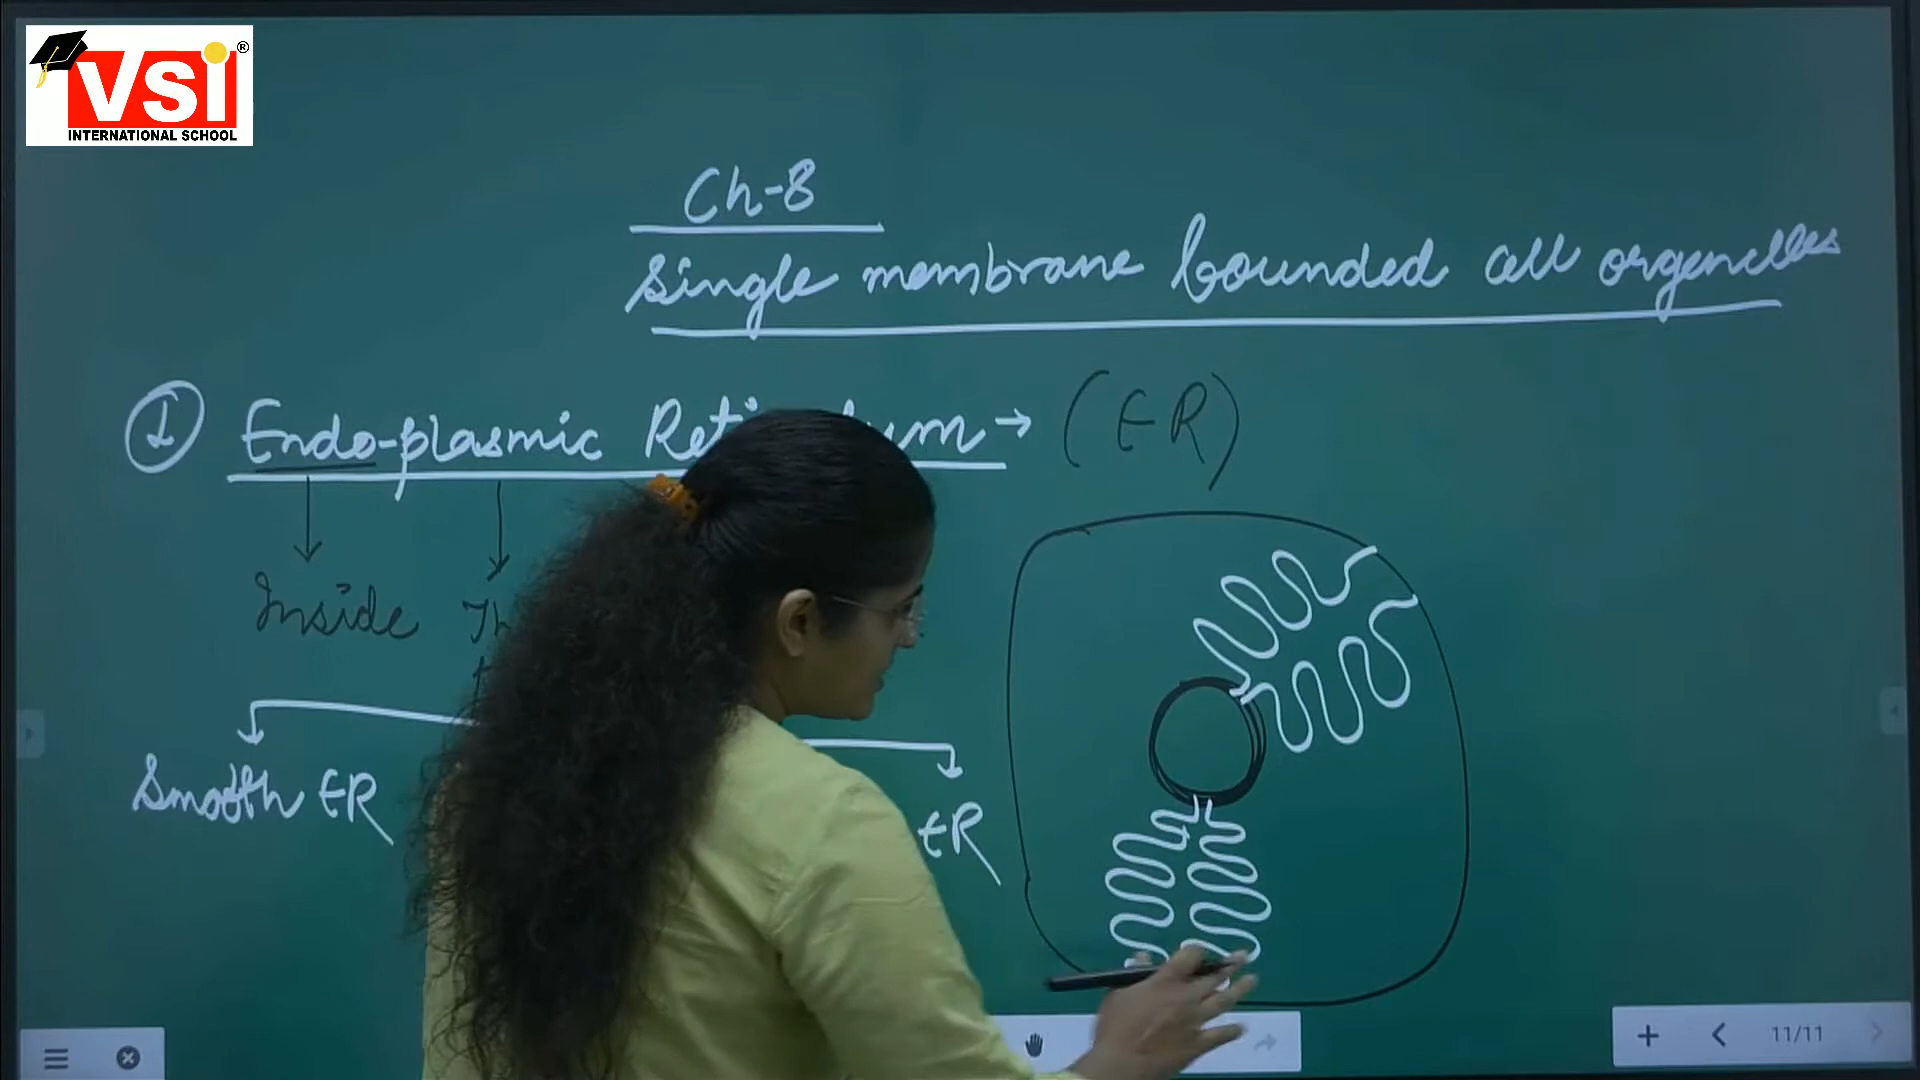 VSI ®
INTERNATIONAL SCHOOL
Ch-8
Single membrane bounded cell organelles
① Endo-plasmic Reticulum → (ER)
Inside
Smooth ER
ER
11/11